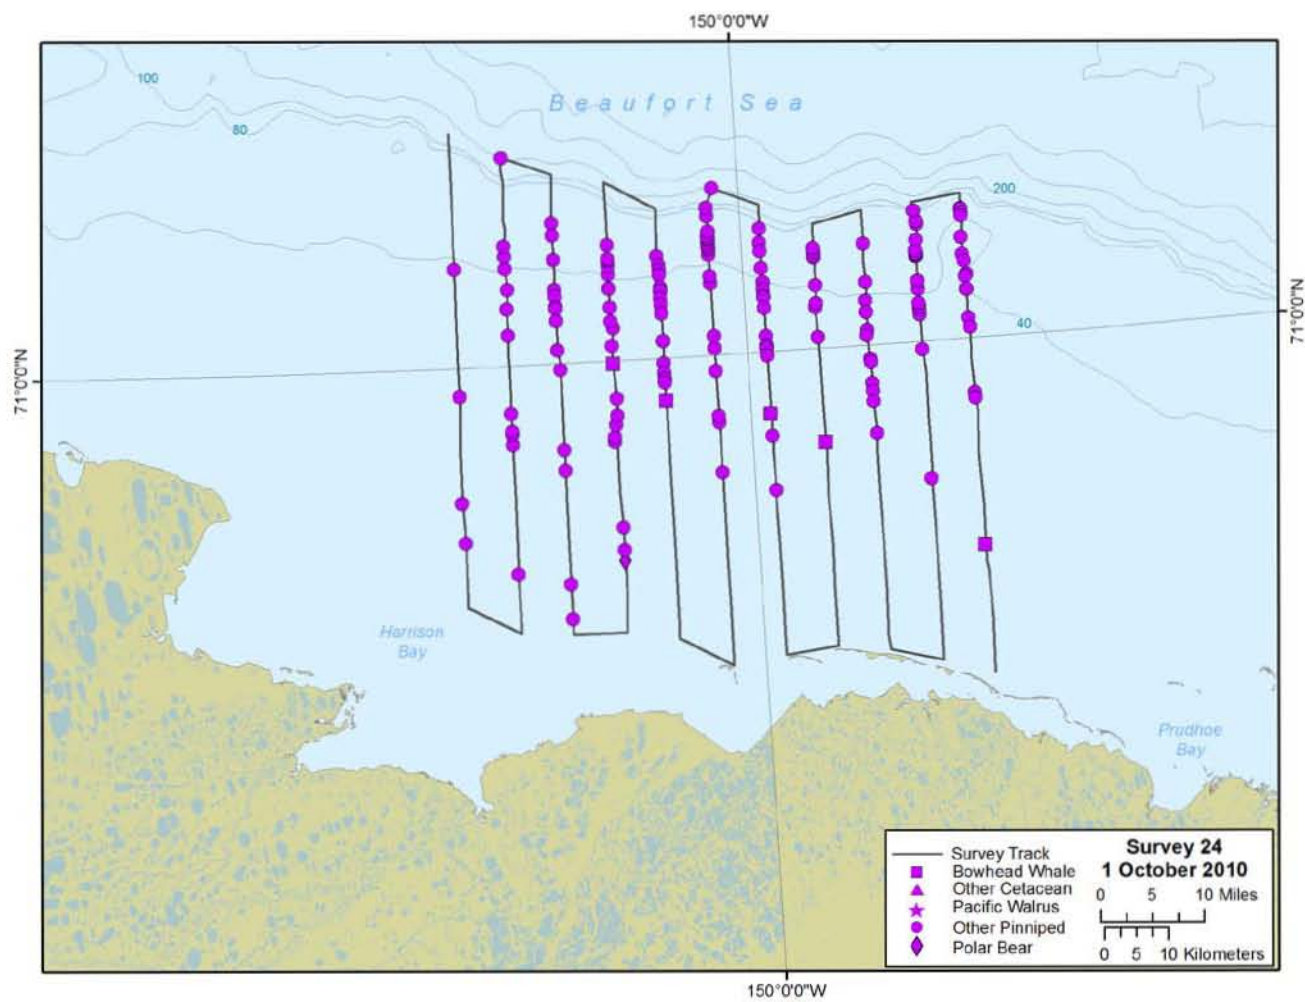 150°0'0"W
100
80
Beaufort Sea
200
71°0'0"N
40
71°0'0"N
Harrison
Bay
Prudhoe
Bay
Survey 24
1 October 2010
Survey Track
Bowhead Whale
Other Cetacean
Pacific Walrus
Other Pinniped
Polar Bear
0 5 10 Miles
0 5 10 Kilometers
150°0'0"W